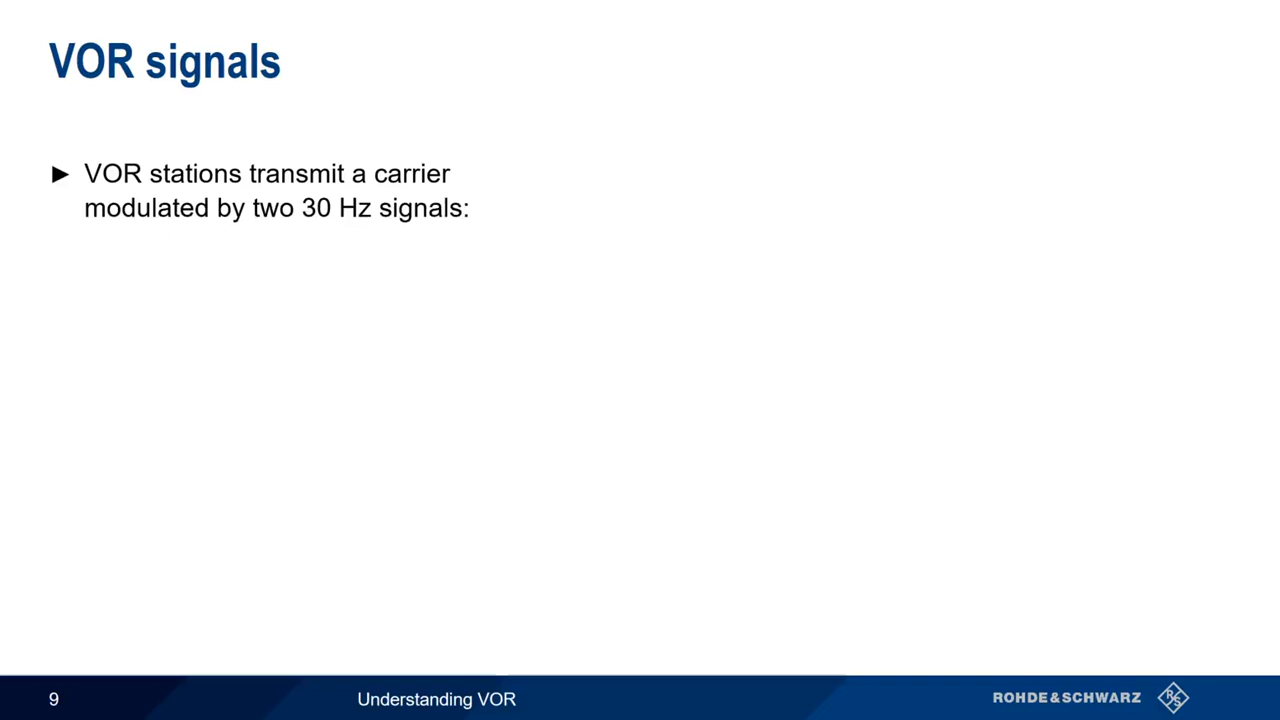 VOR signals
► VOR stations transmit a carrier
modulated by two 30 Hz signals:
9
Understanding VOR
ROHDE&SCHWARZ
R&S